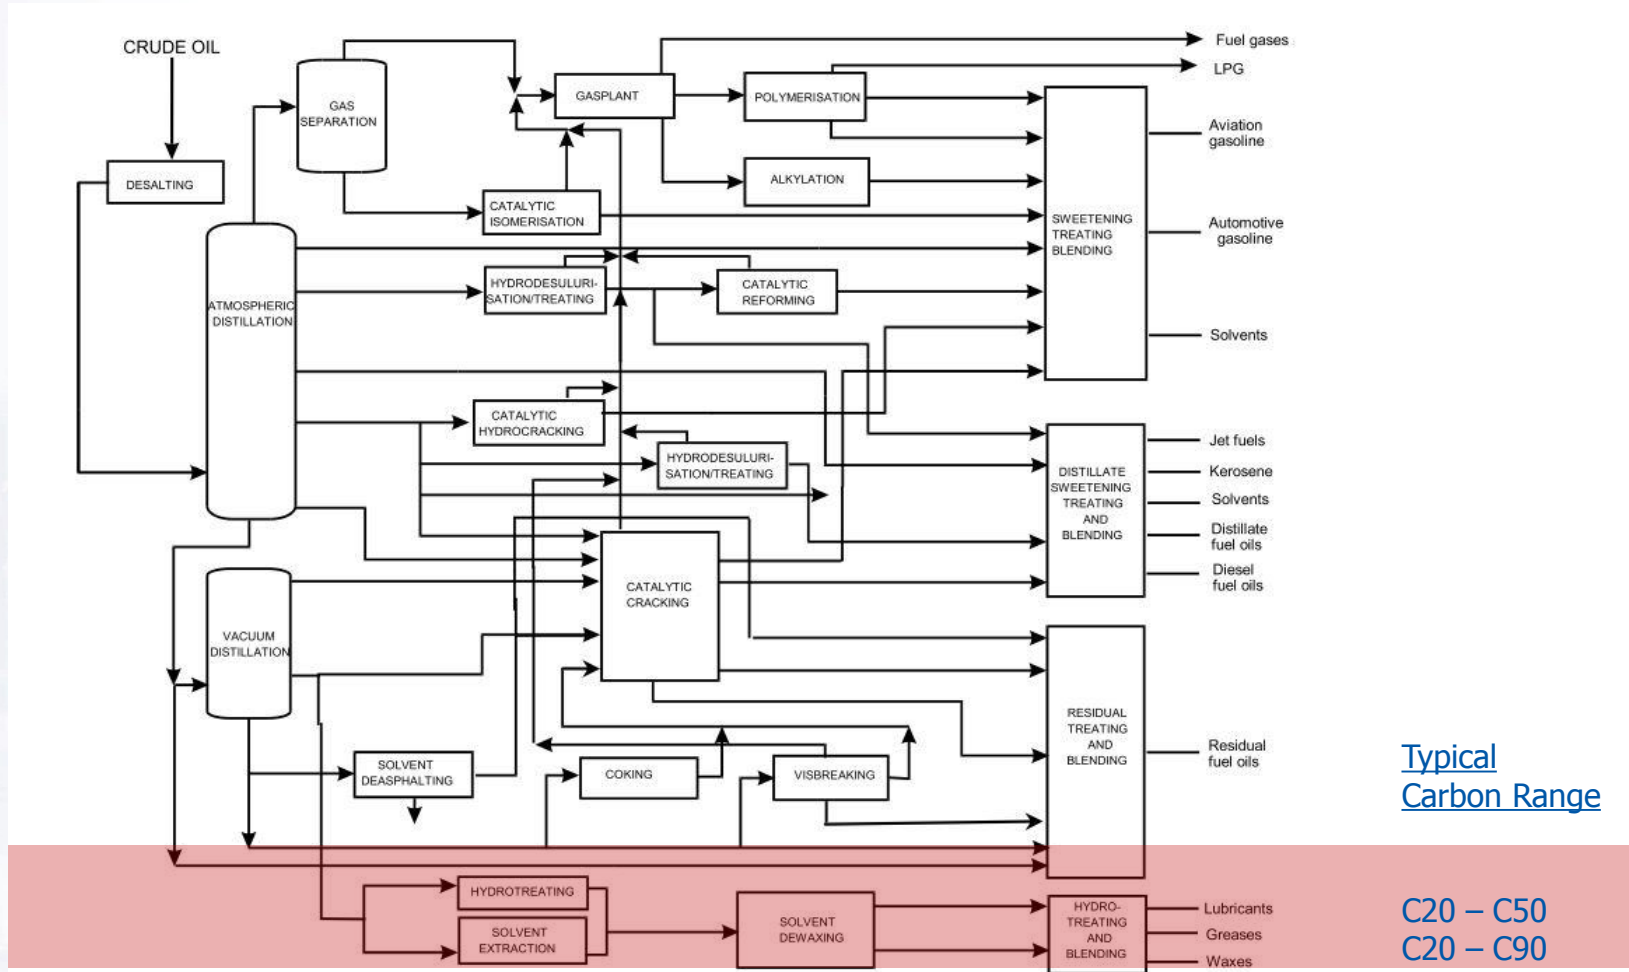 CRUDE OIL
GAS
SEPARATION
DESALTING
GASPLANT
POLYMERISATION
ALKYLATION
CATALYTIC
ISOMERISATION
SWEETENING
TREATING
BLENDING
Fuel gases
LPG
Aviation
gasoline
Automotive
gasoline
Solvents
ATMOSPHERIC
DISTILLATION
HYDRODESULURI-
SATION/TREATING
CATALYTIC
REFORMING
CATALYTIC
HYDROCRACKING
HYDRODESULURI-
SATION/TREATING
DISTILLATE
SWEETENING
TREATING
AND
BLENDING
Jet fuels
Kerosene
Solvents
Distillate
fuel oils
Diesel
fuel oils
CATALYTIC
CRACKING
VACUUM
DISTILLATION
SOLVENT
DEASPHALTING
COKING
VISBREAKING
RESIDUAL
TREATING
AND
BLENDING
Residual
fuel oils
Typical
Carbon Range
HYDROTREATING
SOLVENT
EXTRACTION
SOLVENT
DEWAXING
HYDRO-
TREATING
AND
BLENDING
Lubricants
Greases
Waxes
C20 – C50
C20 – C90